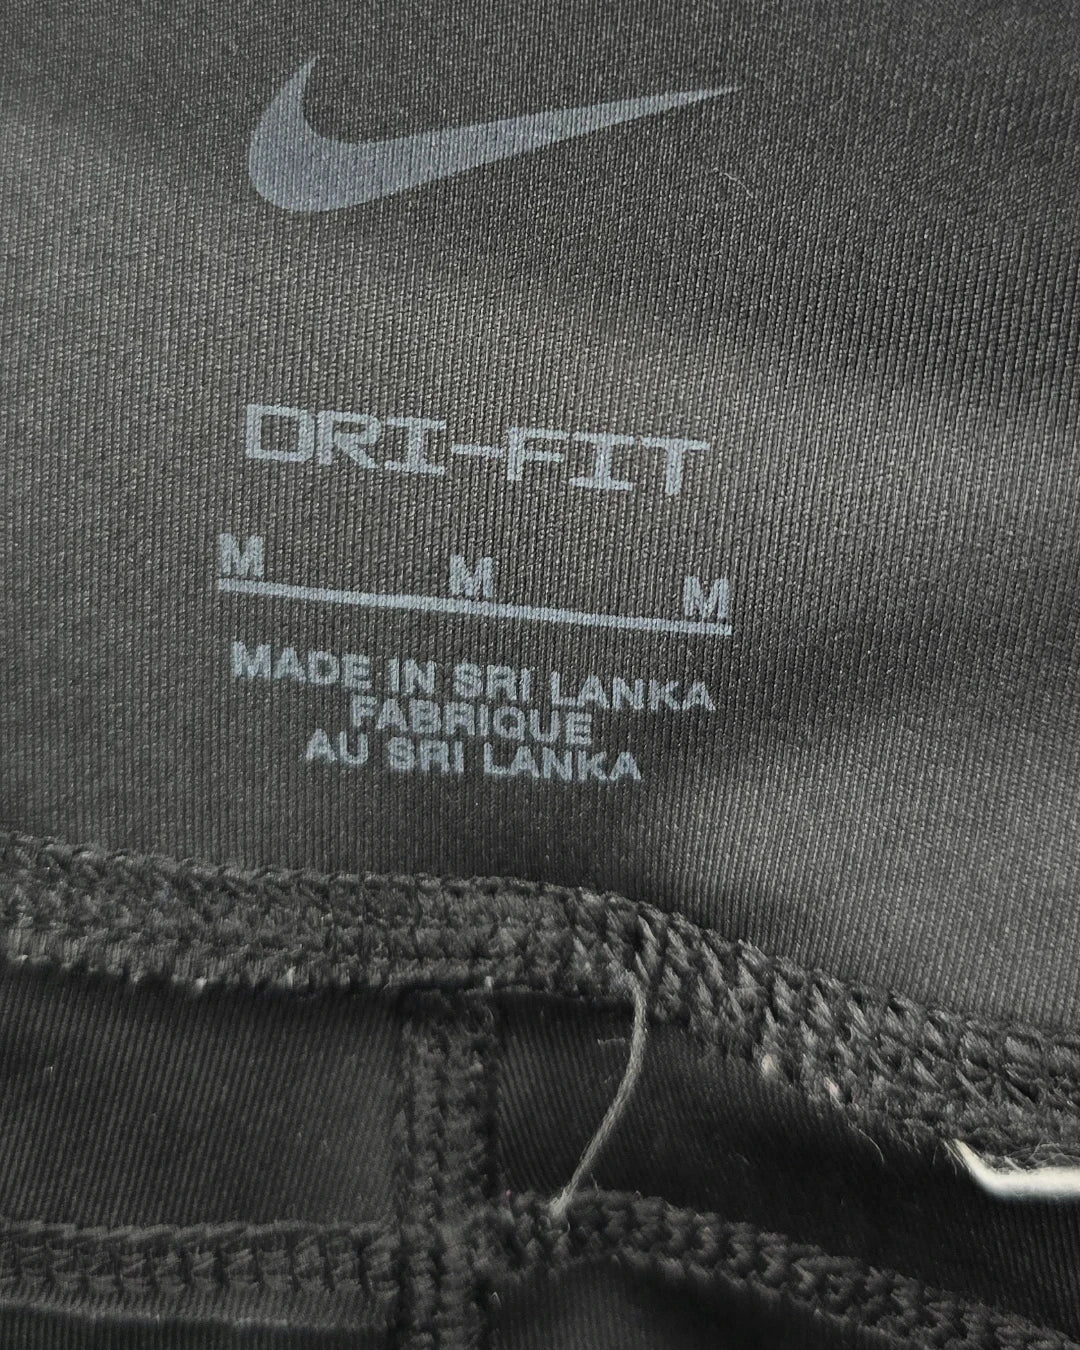 DRI-FIT
M M M
MADE IN SRI LANKA
FABRIQUE
AU SRI LANKA